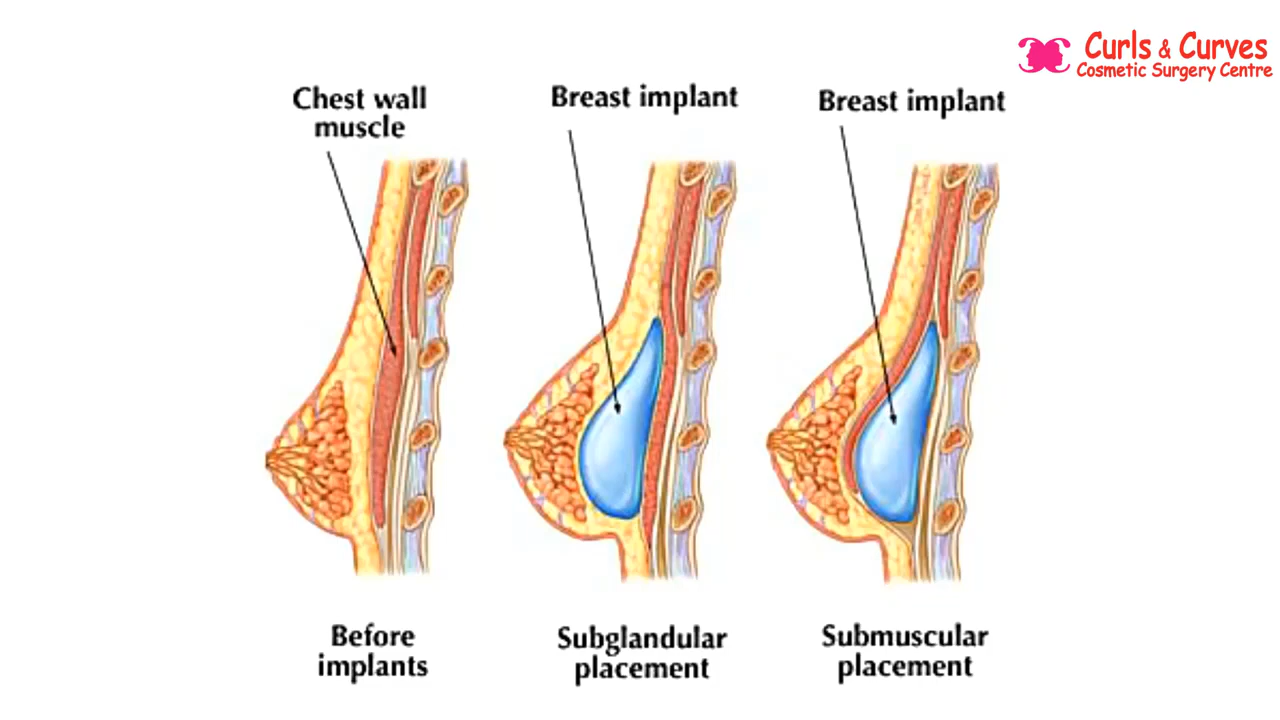 Curls & Curves
Cosmetic Surgery Centre
Chest wall
muscle
Breast implant
Breast implant
Before
implants
Subglandular
placement
Submuscular
placement